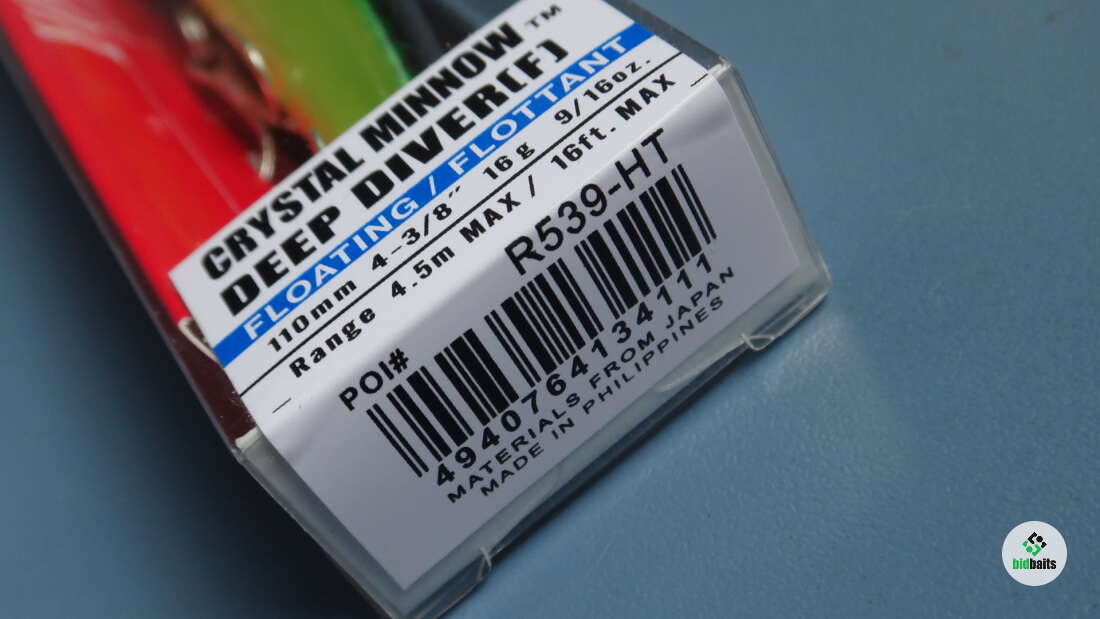 CRYSTAL MINNOW™
DEEP DIVER[F]
FLOATING / FLOTTANT
110mm 4-3/8" 16g 9/16oz.
Range 4.5m MAX / 16ft. MAX
POI# R539-HT
4940764134111
MATERIALS FROM JAPAN
MADE IN PHILIPPINES
bidbaits